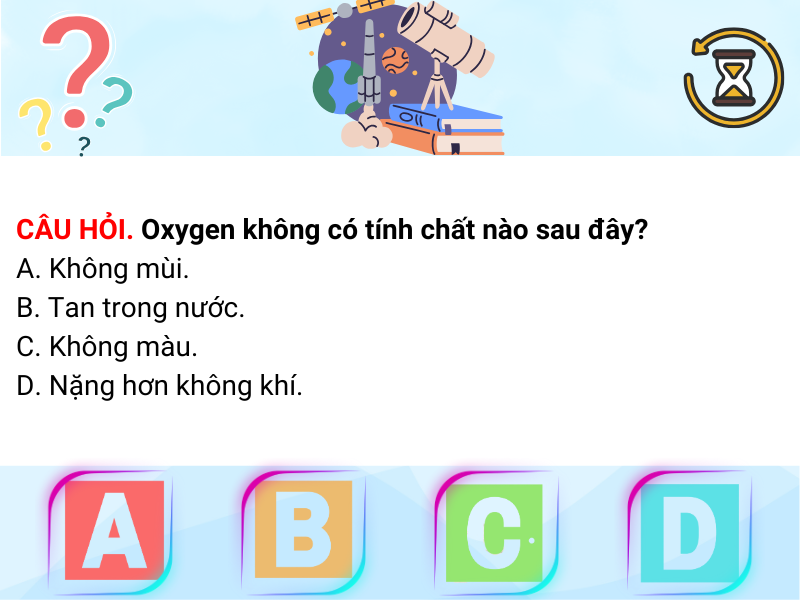 CÂU HỎI. Oxygen không có tính chất nào sau đây?
A. Không mùi.
B. Tan trong nước.
C. Không màu.
D. Nặng hơn không khí.
A B C D